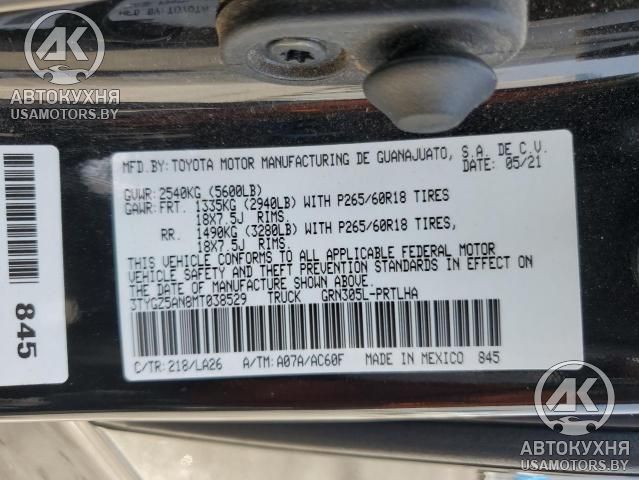 AK
АВТОКУХНЯ
USAMOTORS.BY
MFD.BY: TOYOTA MOTOR MANUFACTURING DE GUANAJUATO, S.A. DE C.V.
DATE: 05/21
GVWR: 2540KG (5600LB)
GAWR: FRT. 1335KG (2940LB) WITH P265/60R18 TIRES
18X7.5J RIMS,
RR. 1490KG (3280LB) WITH P265/60R18 TIRES,
18X7.5J RIMS.
THIS VEHICLE CONFORMS TO ALL APPLICABLE FEDERAL MOTOR
VEHICLE SAFETY AND THEFT PREVENTION STANDARDS IN EFFECT ON
THE DATE OF MANUFACTURE SHOWN ABOVE.
3TYGZ5AN8MT038529 TRUCK GRN305L-PRTLHA
C/TR: 218/LA26 A/TM: A07A/AC60F MADE IN MEXICO 845
845
AK
АВТОКУХНЯ
USAMOTORS.BY